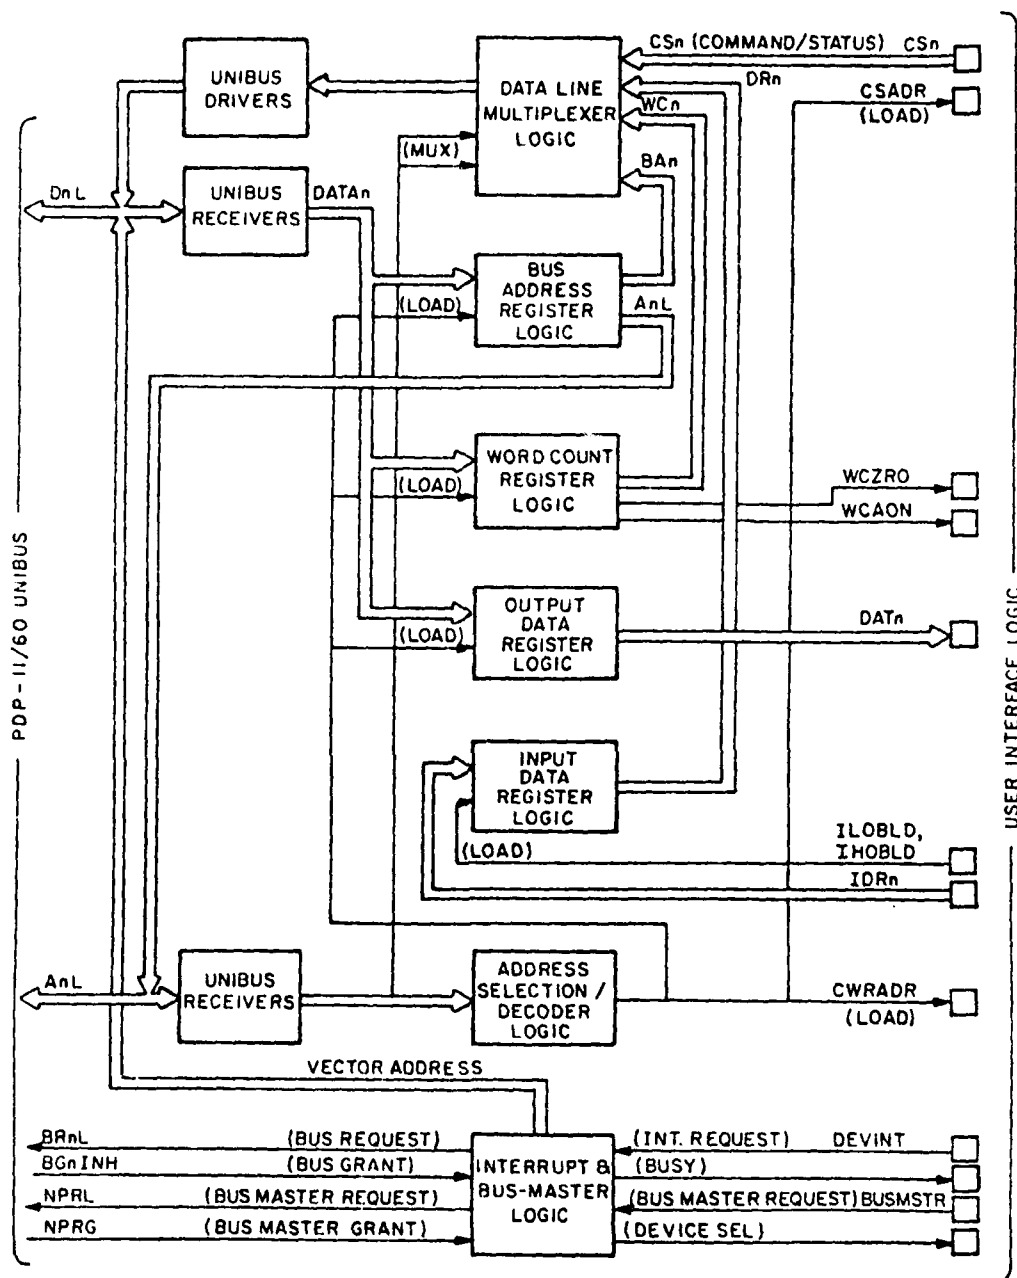 CSn (COMMAND/STATUS) CSn
UNIBUS
DRIVERS
DATA LINE
MULTIPLEXER
LOGIC
DRn
CSADR
(LOAD)
WCn
(MUX)
BAn
DnL
UNIBUS
RECEIVERS
DATAn
BUS
ADDRESS
REGISTER
LOGIC
(LOAD)
AnL
WORD COUNT
REGISTER
LOGIC
(LOAD)
WCZRO
WCAON
PDP-11/60 UNIBUS
USER INTERFACE LOGIC
OUTPUT
DATA
REGISTER
LOGIC
(LOAD)
DATn
INPUT
DATA
REGISTER
LOGIC
(LOAD)
ILOBLD,
IHOBLD
IDRn
AnL
UNIBUS
RECEIVERS
ADDRESS
SELECTION /
DECODER
LOGIC
CWRADR
(LOAD)
VECTOR ADDRESS
BRnL (BUS REQUEST)
BGnINH (BUS GRANT)
NPRL (BUS MASTER REQUEST)
NPRG (BUS MASTER GRANT)
INTERRUPT &
BUS-MASTER
LOGIC
(INT. REQUEST) DEVINT
(BUSY)
(BUS MASTER REQUEST) BUSMSTR
(DEVICE SEL)